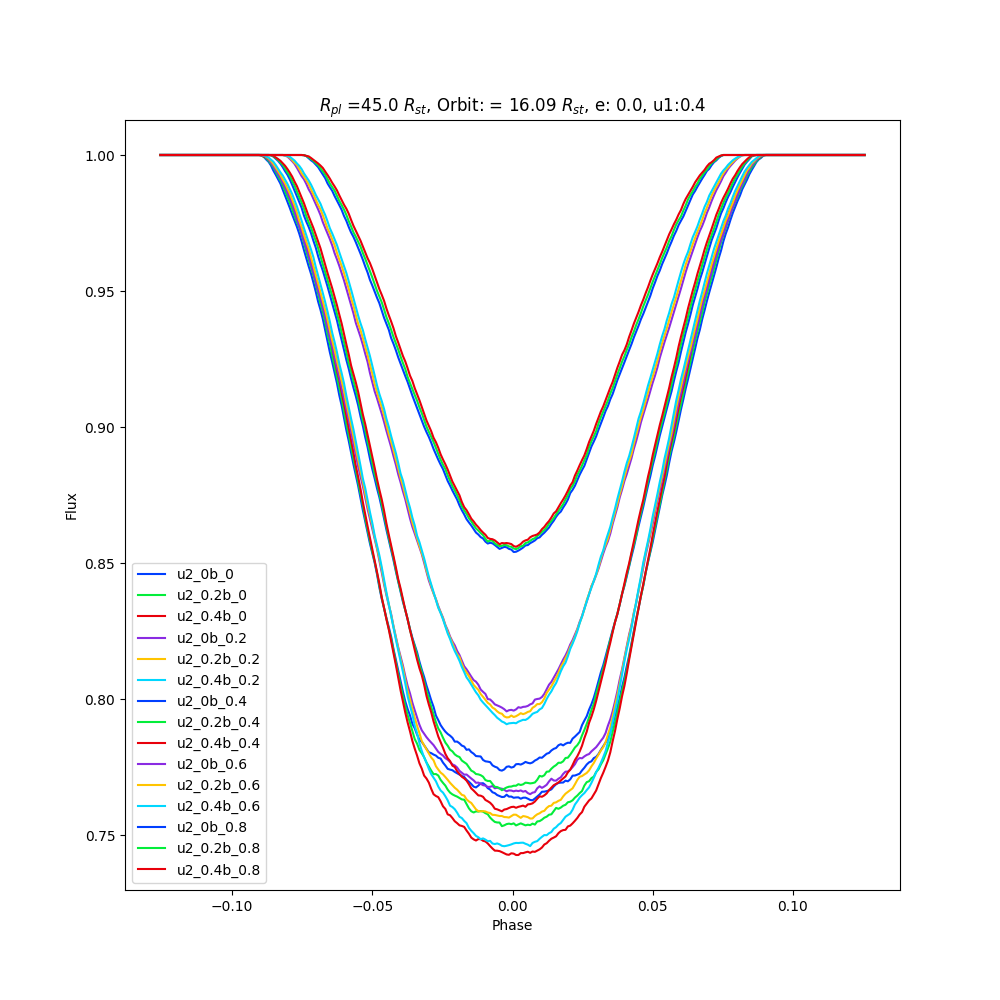 R_pl =45.0 R_st, Orbit: = 16.09 R_st, e: 0.0, u1:0.4
1.00
0.95
0.90
0.85
0.80
0.75
Flux
u2_0b_0
u2_0.2b_0
u2_0.4b_0
u2_0b_0.2
u2_0.2b_0.2
u2_0.4b_0.2
u2_0b_0.4
u2_0.2b_0.4
u2_0.4b_0.4
u2_0b_0.6
u2_0.2b_0.6
u2_0.4b_0.6
u2_0b_0.8
u2_0.2b_0.8
u2_0.4b_0.8
−0.10 −0.05 0.00 0.05 0.10
Phase